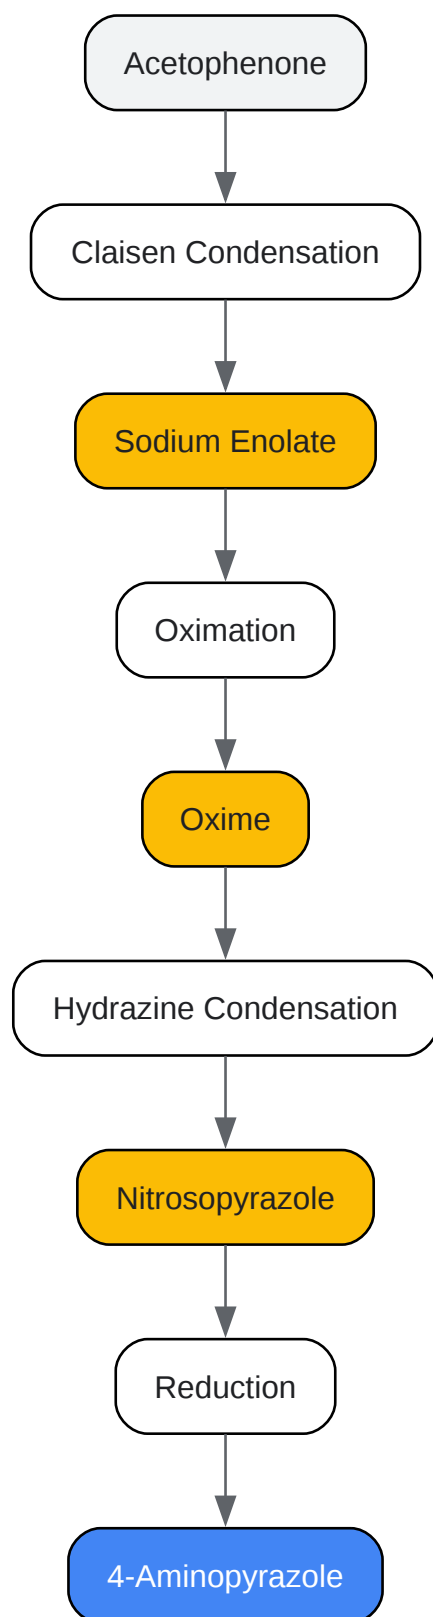 Acetophenone
Claisen Condensation
Sodium Enolate
Oximation
Oxime
Hydrazine Condensation
Nitrosopyrazole
Reduction
4-Aminopyrazole